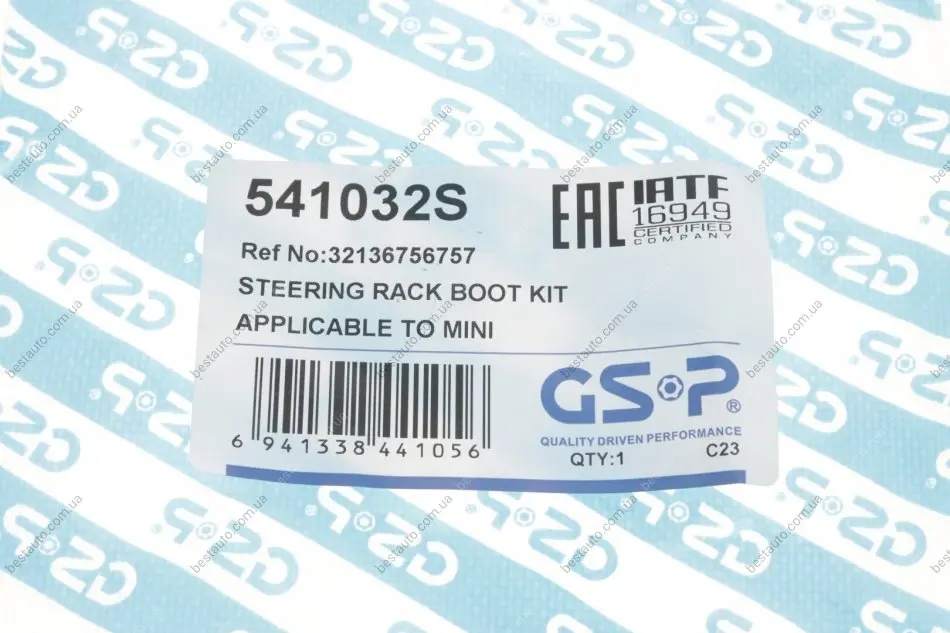 541032S
EAC
IATF
16949
CERTIFIED
COMPANY
Ref No:32136756757
STEERING RACK BOOT KIT
APPLICABLE TO MINI
6 941338 441056
GSP®
QUALITY DRIVEN PERFORMANCE
QTY:1
C23
bestauto.com.ua